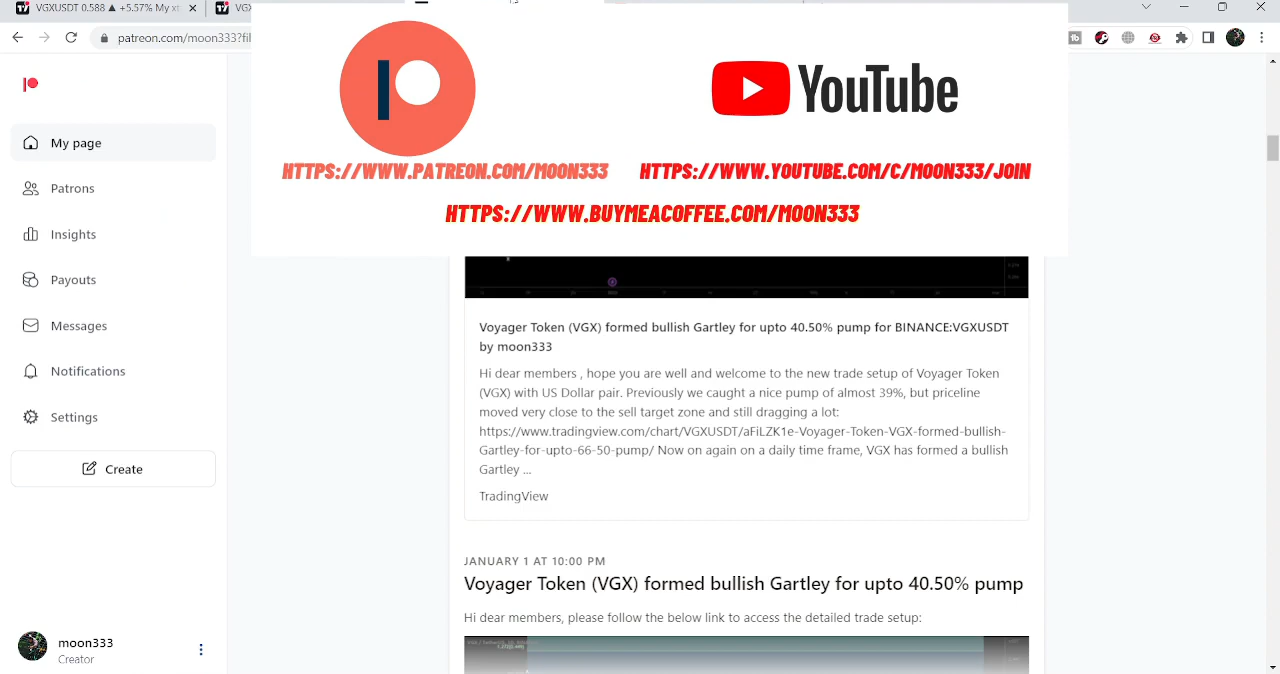 VGXUSDT 0.588 ▲ +5.57% My x
VGX
patreon.com/moon333?fil
YouTube
HTTPS://WWW.PATREON.COM/MOON333
HTTPS://WWW.YOUTUBE.COM/C/MOON333/JOIN
HTTPS://WWW.BUYMEACOFFEE.COM/MOON333
My page
Patrons
Insights
Payouts
Messages
Notifications
Settings
Create
moon333
Creator
Voyager Token (VGX) formed bullish Gartley for upto 40.50% pump for BINANCE:VGXUSDT
by moon333
Hi dear members , hope you are well and welcome to the new trade setup of Voyager Token
(VGX) with US Dollar pair. Previously we caught a nice pump of almost 39%, but priceline
moved very close to the sell target zone and still dragging a lot:
https://www.tradingview.com/chart/VGXUSDT/aFiLZK1e-Voyager-Token-VGX-formed-bullish-
Gartley-for-upto-66-50-pump/ Now on again on a daily time frame, VGX has formed a bullish
Gartley ...
TradingView
JANUARY 1 AT 10:00 PM
Voyager Token (VGX) formed bullish Gartley for upto 40.50% pump
Hi dear members, please follow the below link to access the detailed trade setup: